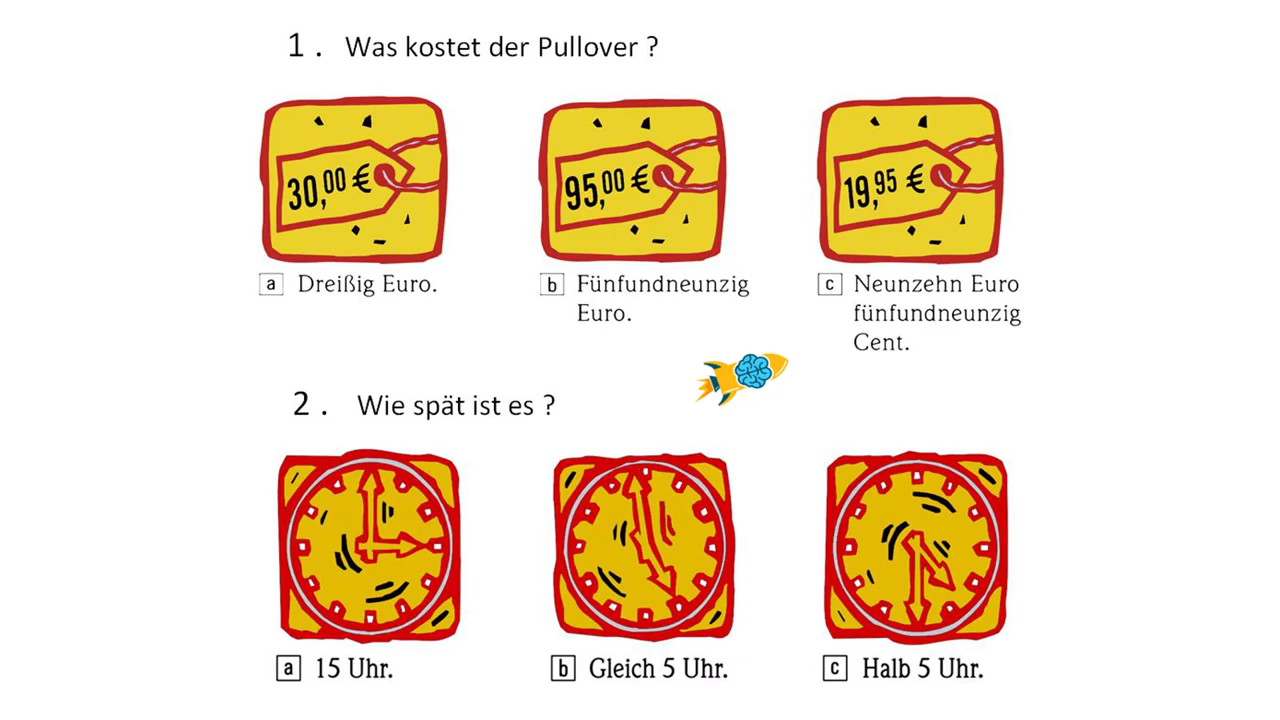 1. Was kostet der Pullover ?
30,00 €
95,00 €
19,95 €
a Dreißig Euro.
b Fünfundneunzig
Euro.
c Neunzehn Euro
fünfundneunzig
Cent.
2. Wie spät ist es ?
a 15 Uhr.
b Gleich 5 Uhr.
c Halb 5 Uhr.